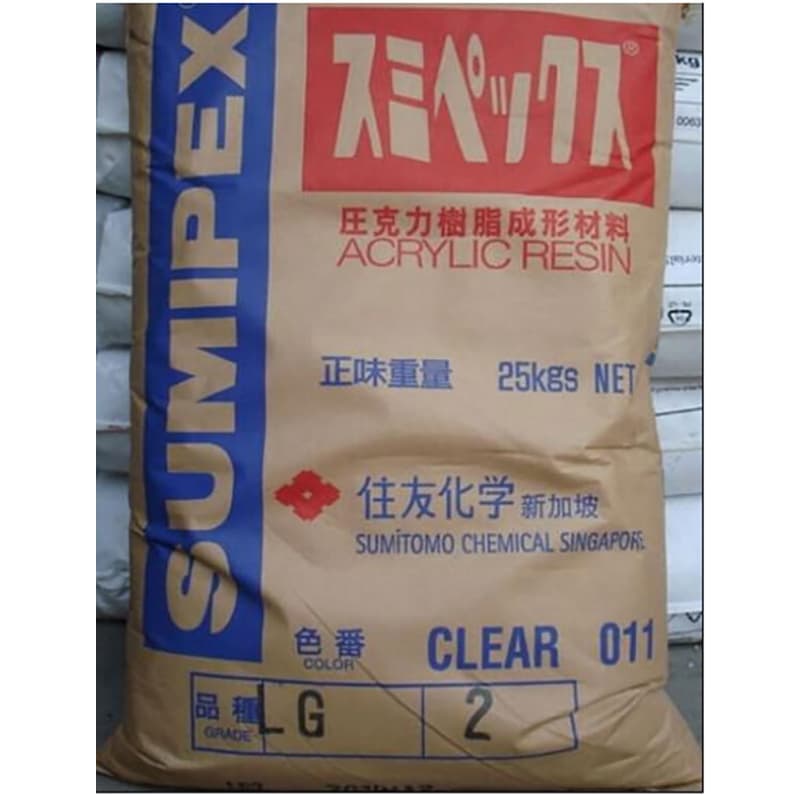 SUMIPEX
スミペックス®
圧克力樹脂成形材料
ACRYLIC RESIN
正味重量 25kgs NET
住友化学 新加坡
SUMiTOMO CHEMICAL SINGAPORE
色番 CLEAR 011
COLOR
品種 LG 2
GRADE
kg
0063